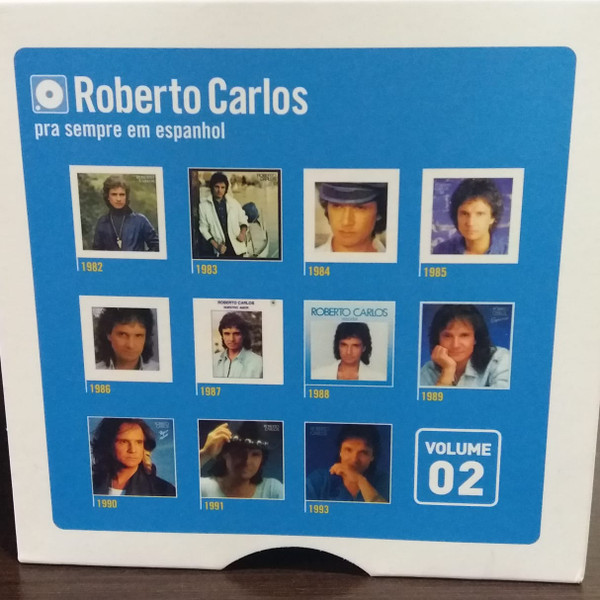 Roberto Carlos
pra sempre em espanhol
1982
1983
1984
1985
ROBERTO CARLOS
1986
1987
ROBERTO CARLOS
1988
1989
1990
1991
1993
VOLUME
02